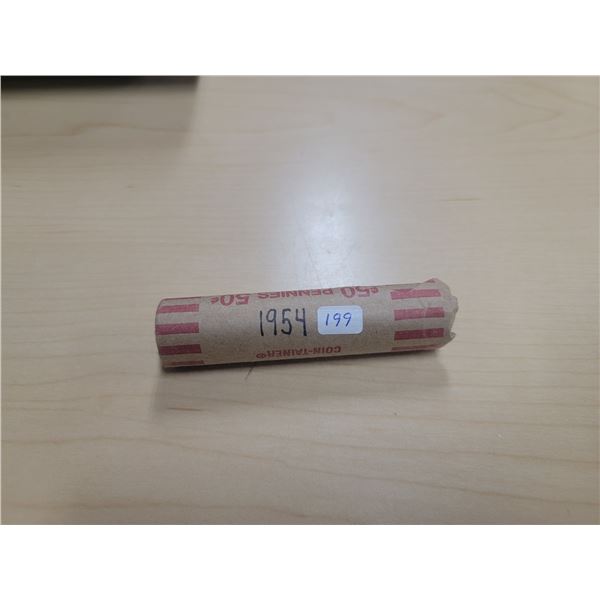 $.50 PENNIES 50¢
1954 199
COIN-TAINER®